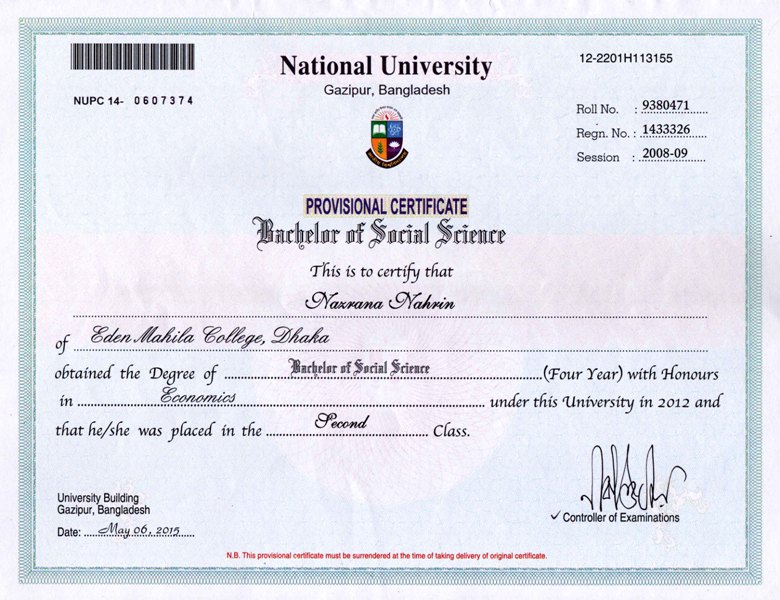 National University
12-2201H113155
Gazipur, Bangladesh
NUPC 14- 0607374
Roll No. : 9380471
Regn. No. : 1433326
Session : 2008-09
PROVISIONAL CERTIFICATE
Bachelor of Social Science
This is to certify that
Nazrana Nahrin
of Eden Mahila College, Dhaka
obtained the Degree of Bachelor of Social Science (Four Year) with Honours
in Economics under this University in 2012 and
that he/she was placed in the Second Class.
University Building
Gazipur, Bangladesh
Date: May 06, 2015
Controller of Examinations
N.B. This provisional certificate must be surrendered at the time of taking delivery of original certificate.